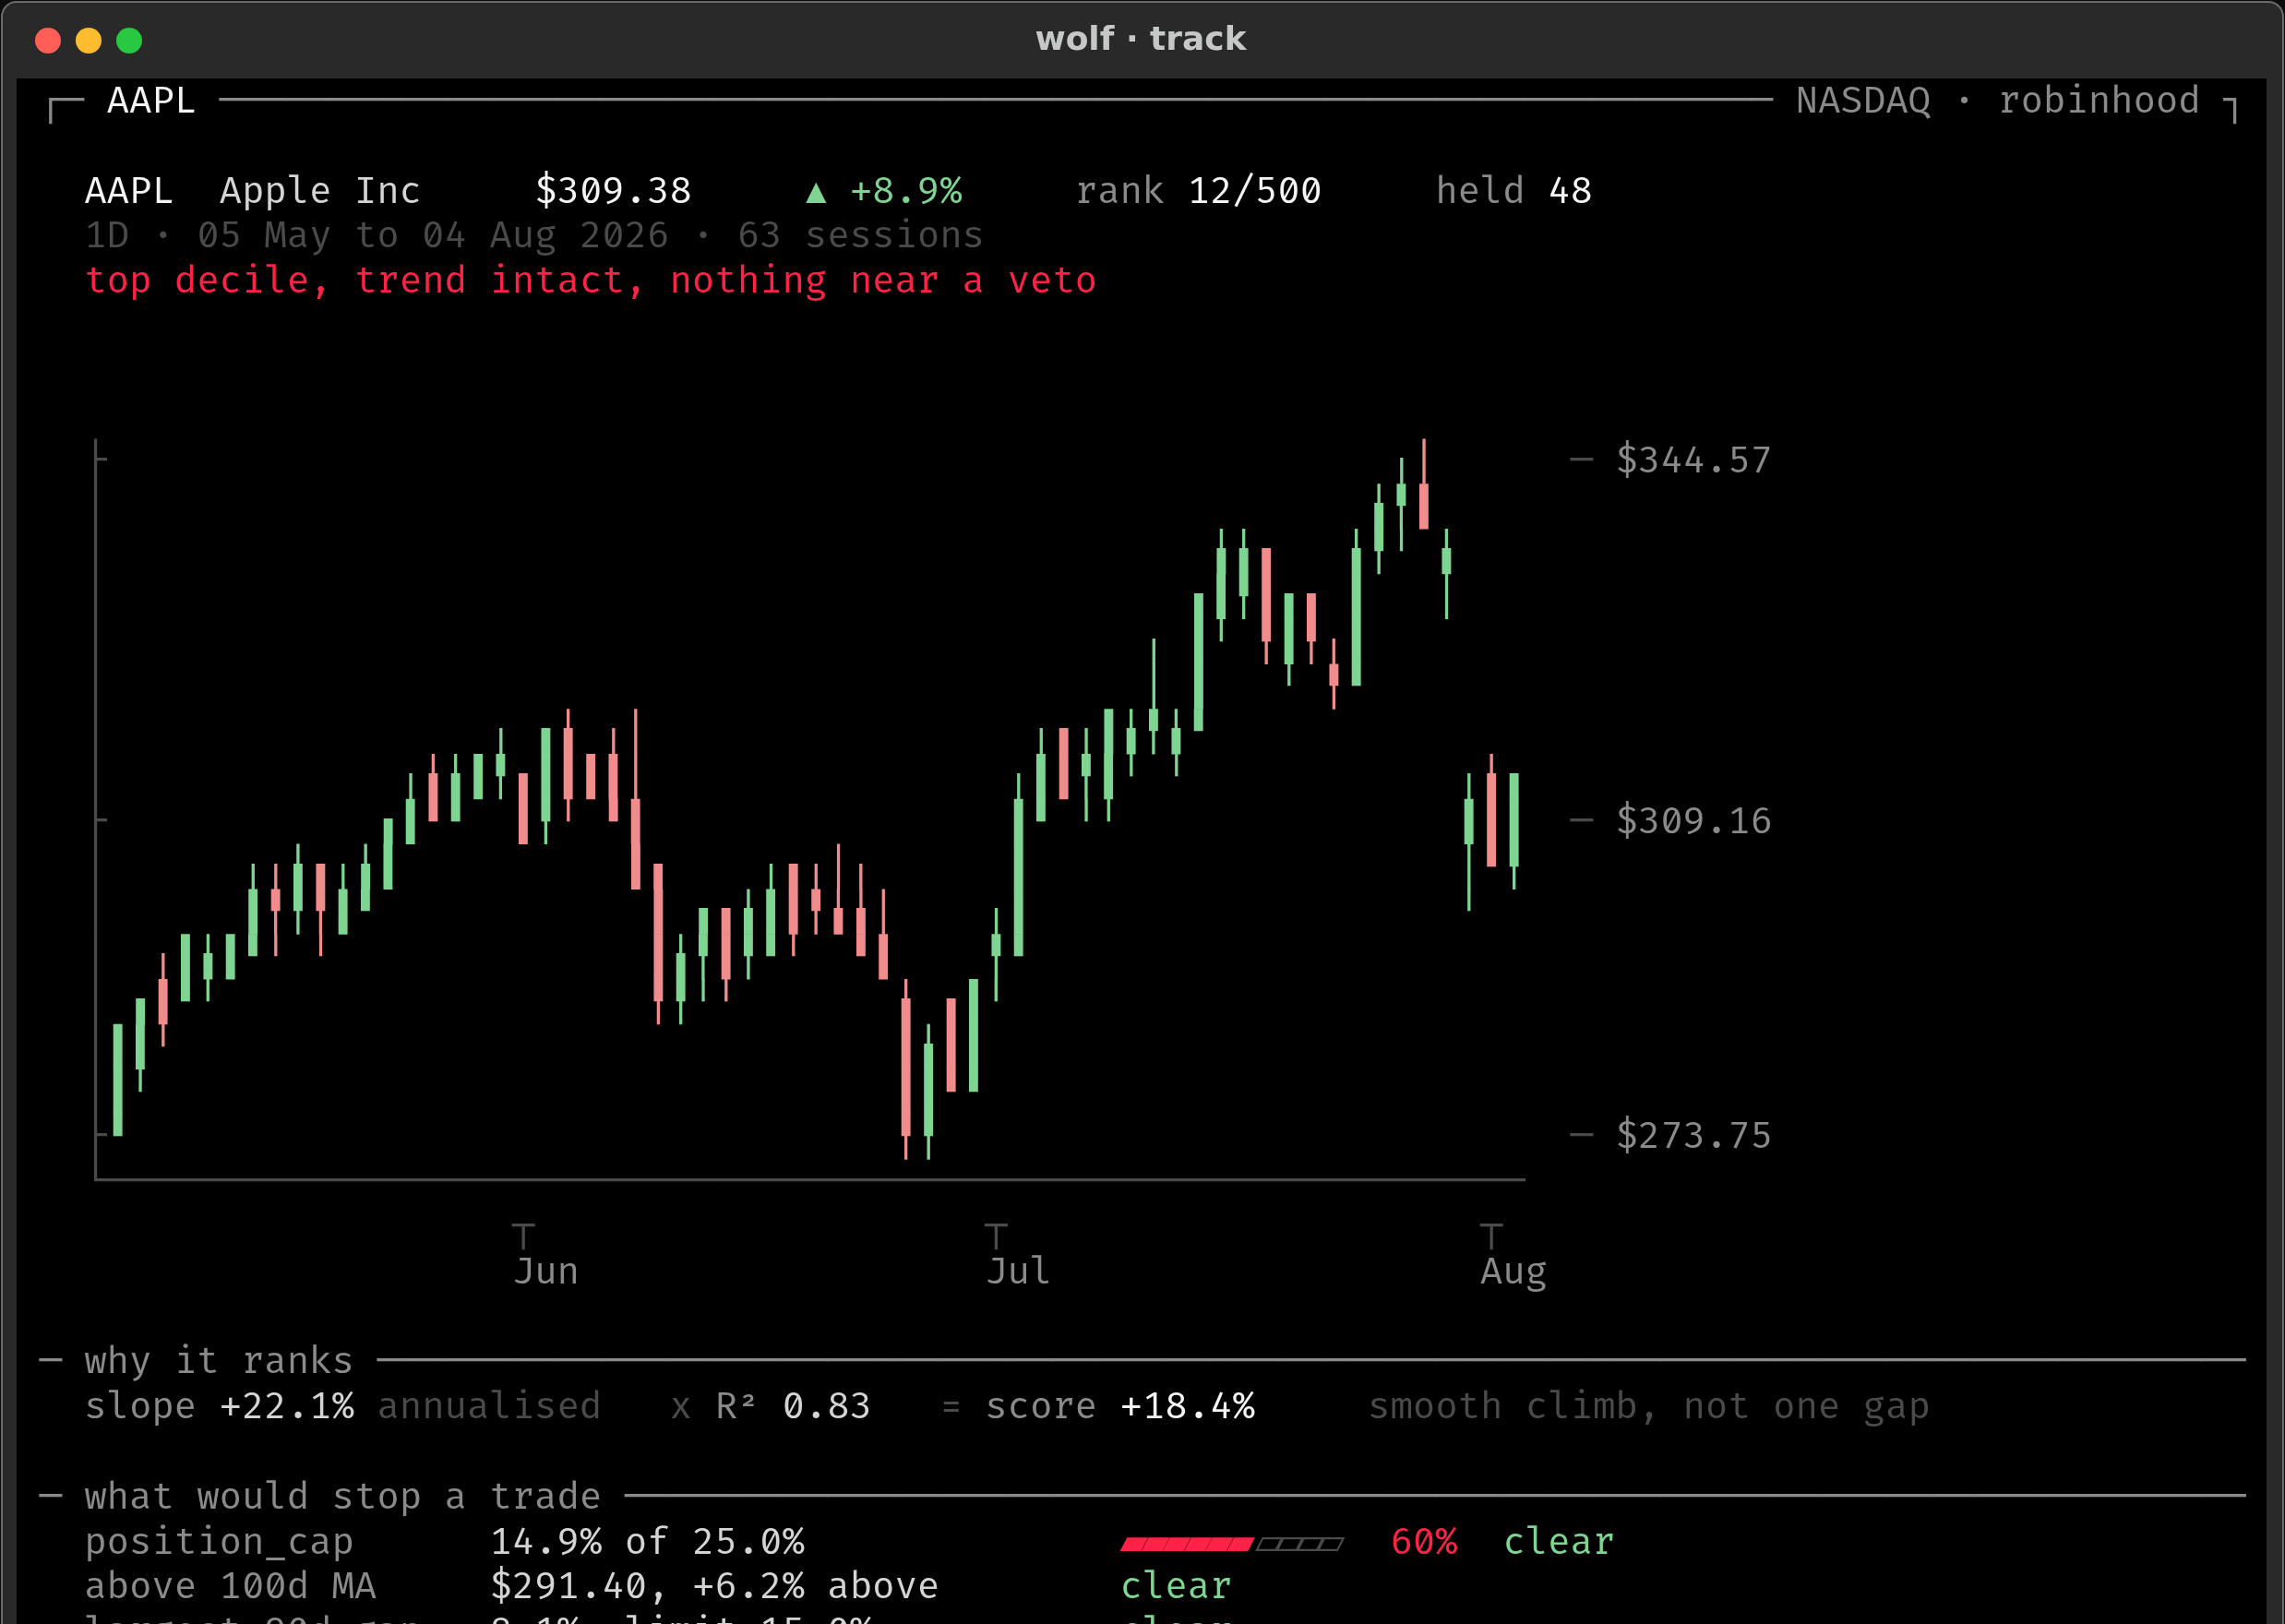 wolf · track
AAPL NASDAQ · robinhood
AAPL Apple Inc $309.38 ▲ +8.9% rank 12/500 held 48
1D · 05 May to 04 Aug 2026 · 63 sessions
top decile, trend intact, nothing near a veto
$344.57
$309.16
$273.75
Jun Jul Aug
why it ranks
slope +22.1% annualised x R² 0.83 = score +18.4% smooth climb, not one gap
what would stop a trade
position_cap 14.9% of 25.0% 60% clear
above 100d MA $291.40, +6.2% above clear